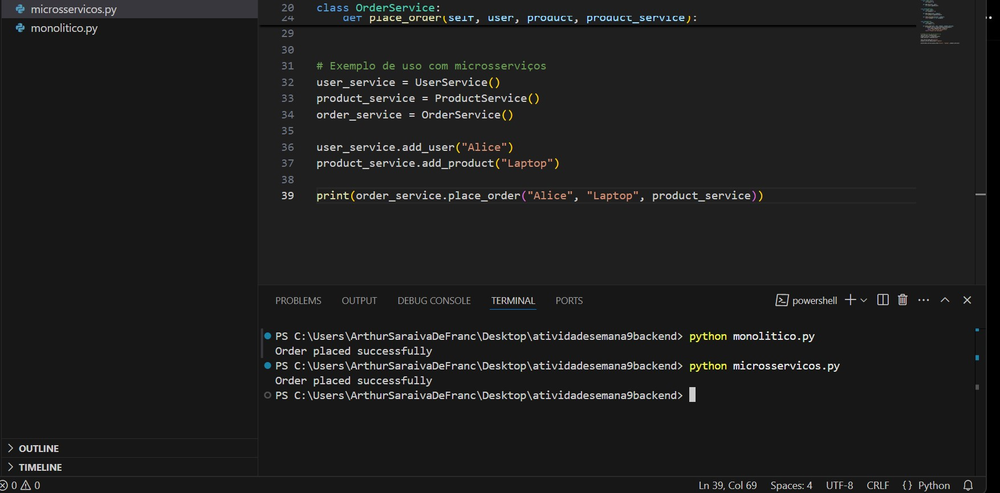 microsservicos.py
monolitico.py
20 class OrderService:
24 def place_order(self, user, product, product_service):
29
30
31 # Exemplo de uso com microsserviços
32 user_service = UserService()
33 product_service = ProductService()
34 order_service = OrderService()
35
36 user_service.add_user("Alice")
37 product_service.add_product("Laptop")
38
39 print(order_service.place_order("Alice", "Laptop", product_service))
PROBLEMS OUTPUT DEBUG CONSOLE TERMINAL PORTS powershell
PS C:\Users\ArthurSaraivaDeFranc\Desktop\atividadesemana9backend> python monolitico.py
Order placed successfully
PS C:\Users\ArthurSaraivaDeFranc\Desktop\atividadesemana9backend> python microsservicos.py
Order placed successfully
PS C:\Users\ArthurSaraivaDeFranc\Desktop\atividadesemana9backend>
OUTLINE
TIMELINE
0 0 Ln 39, Col 69 Spaces: 4 UTF-8 CRLF {} Python